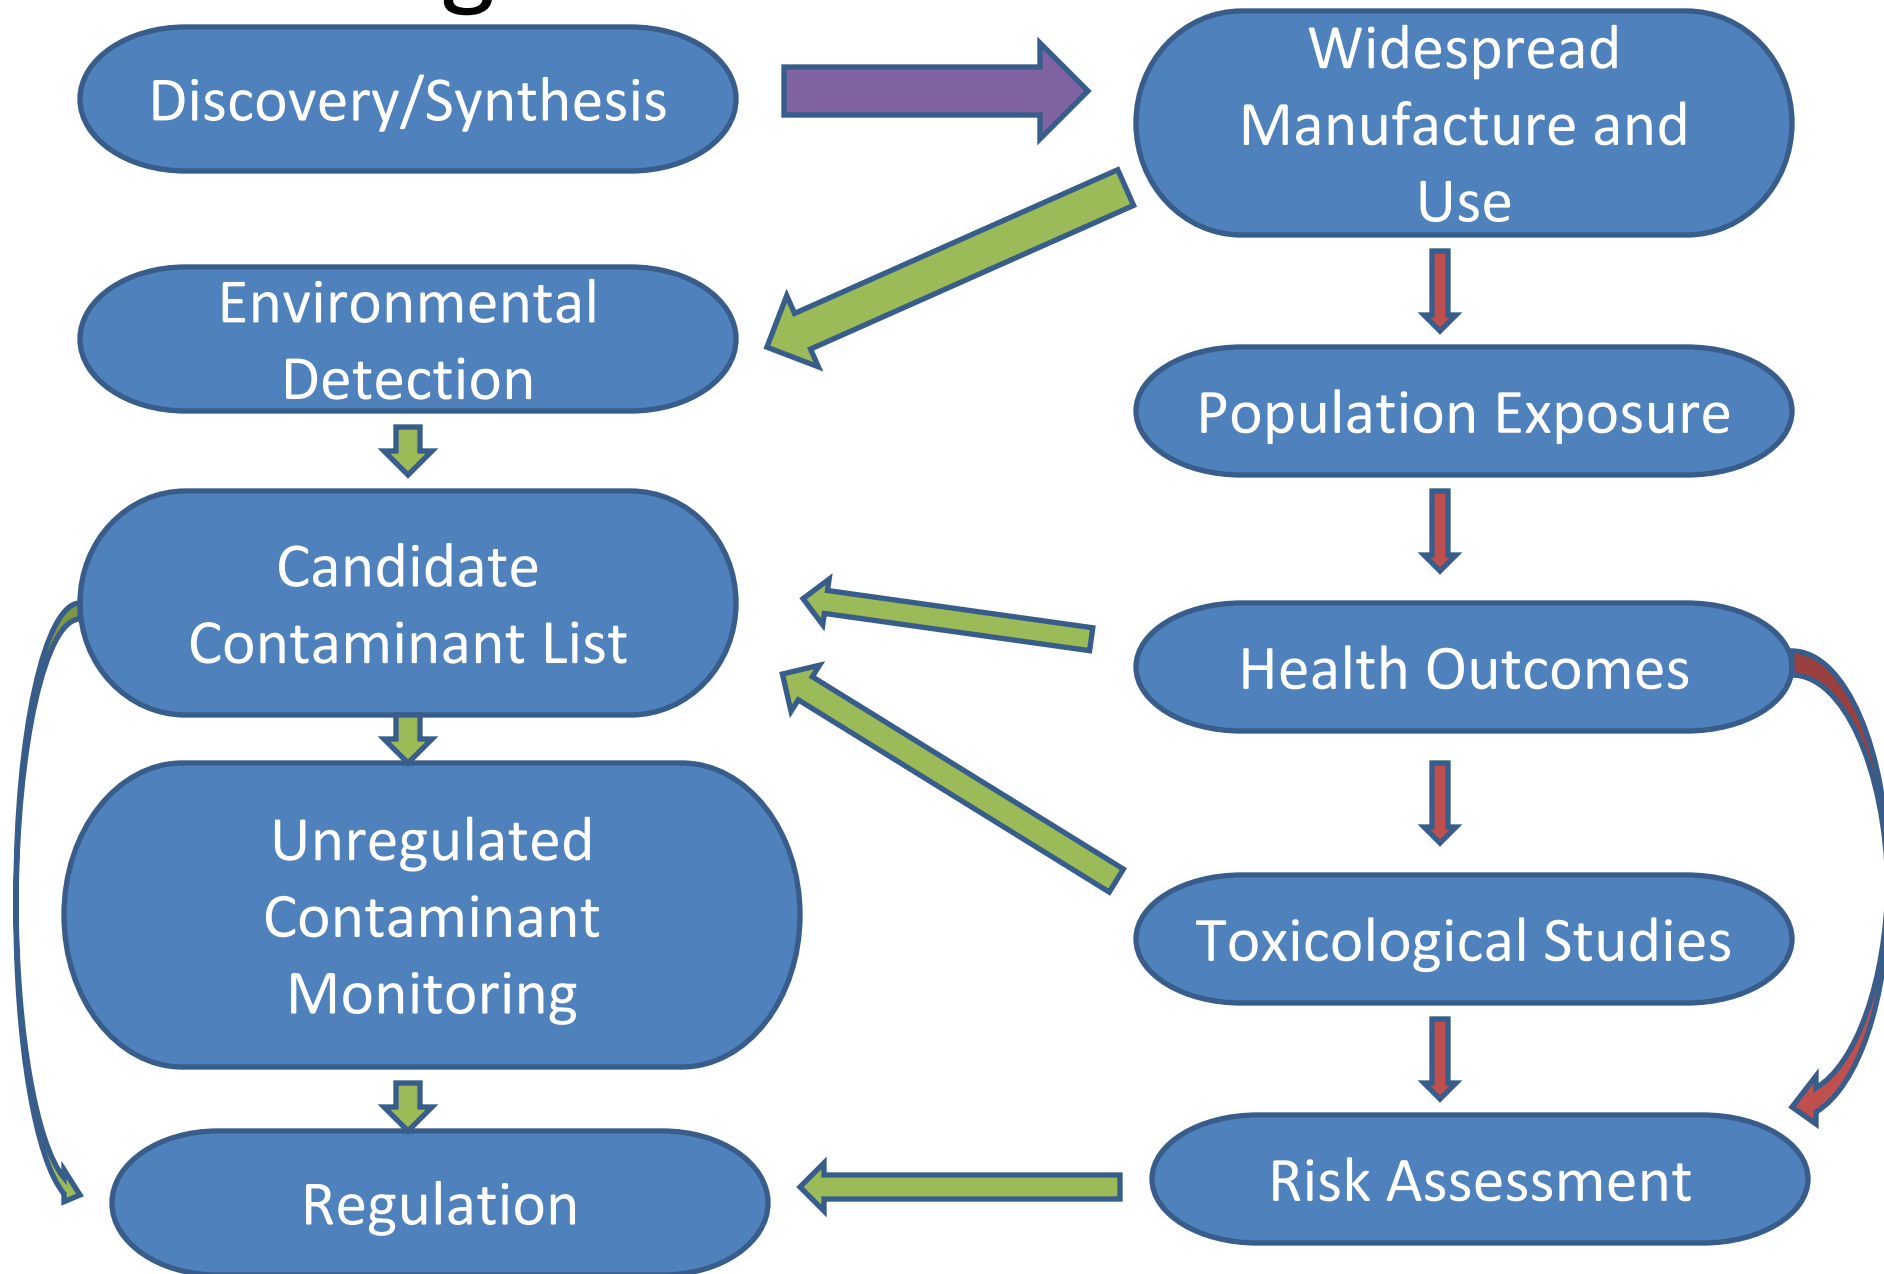 Discovery/Synthesis
Widespread
Manufacture and
Use
Environmental
Detection
Population Exposure
Candidate
Contaminant List
Health Outcomes
Unregulated
Contaminant
Monitoring
Toxicological Studies
Regulation
Risk Assessment